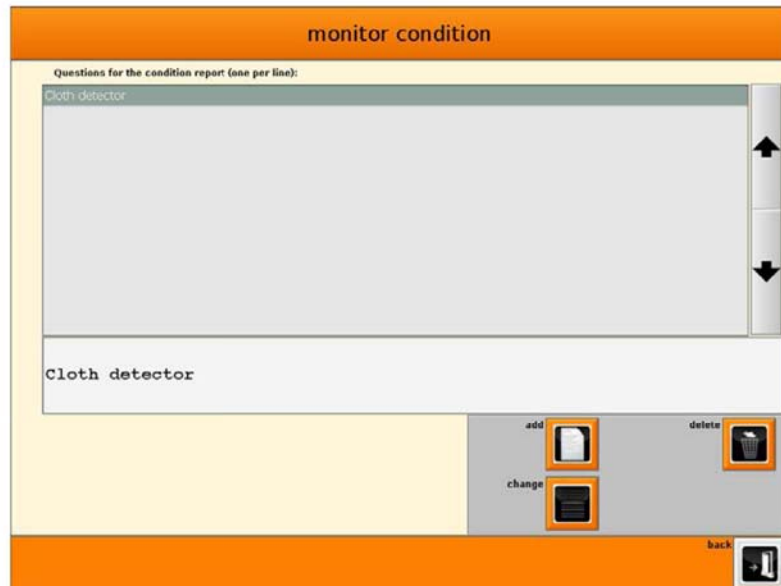 monitor condition
Questions for the condition report (one per line):
Cloth detector
Cloth detector
add
delete
change
back